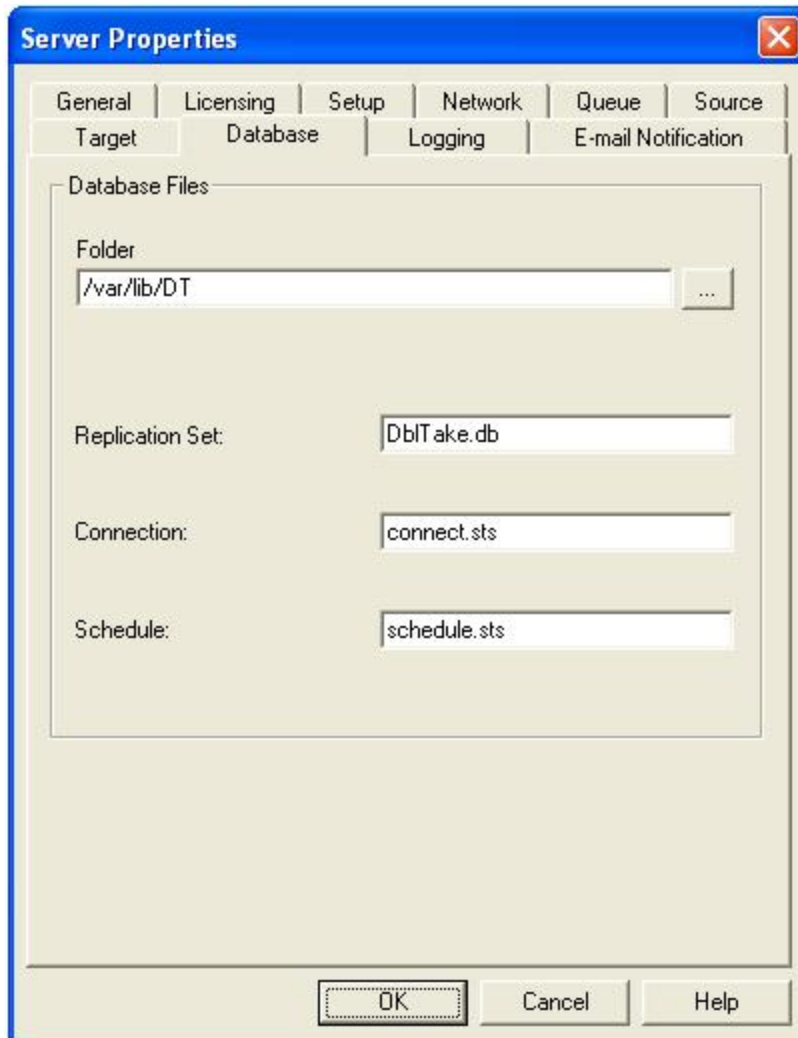 Server Properties
General Licensing Setup Network Queue Source
Target Database Logging E-mail Notification
Database Files
Folder
/var/lib/DT
...
Replication Set: DblTake.db
Connection: connect.sts
Schedule: schedule.sts
OK Cancel Help